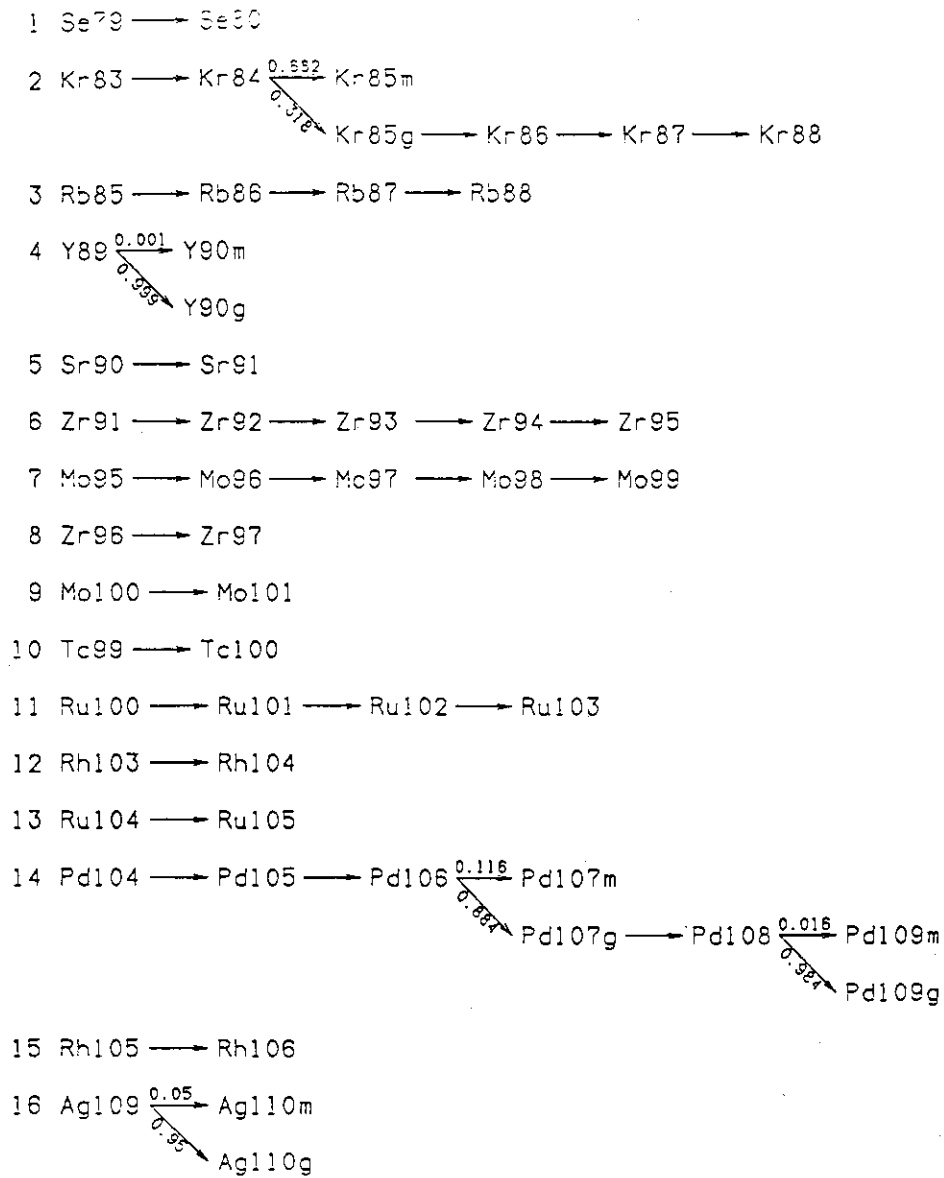 1 Se79 → Se80
2 Kr83 → Kr84 0.682 → Kr85m
0.318 Kr85g → Kr86 → Kr87 → Kr88
3 Rb85 → Rb86 → Rb87 → Rb88
4 Y89 0.001 → Y90m
0.999 Y90g
5 Sr90 → Sr91
6 Zr91 → Zr92 → Zr93 → Zr94 → Zr95
7 Mo95 → Mo96 → Mo97 → Mo98 → Mo99
8 Zr96 → Zr97
9 Mo100 → Mo101
10 Tc99 → Tc100
11 Ru100 → Ru101 → Ru102 → Ru103
12 Rh103 → Rh104
13 Ru104 → Ru105
14 Pd104 → Pd105 → Pd106 0.116 → Pd107m
0.884 Pd107g → Pd108 0.016 → Pd109m
0.984 Pd109g
15 Rh105 → Rh106
16 Ag109 0.05 → Ag110m
0.95 Ag110g